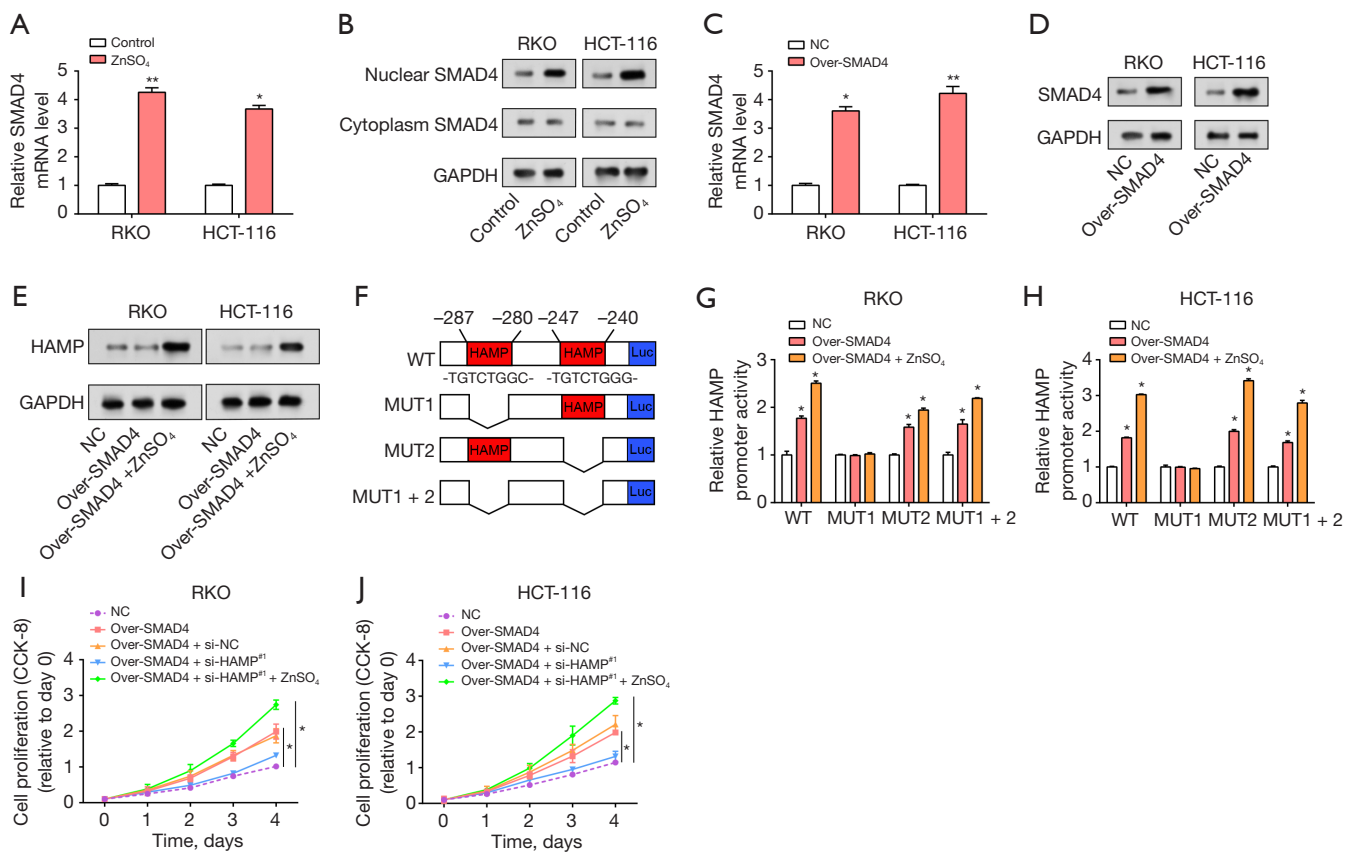 A
Control
ZnSO₄
Relative SMAD4
mRNA level
5
4
3
2
1
0
**
*
RKO
HCT-116
B
RKO
HCT-116
Nuclear SMAD4
Cytoplasm SMAD4
GAPDH
Control
ZnSO₄
Control
ZnSO₄
C
NC
Over-SMAD4
Relative SMAD4
mRNA level
5
4
3
2
1
0
*
**
RKO
HCT-116
D
RKO
HCT-116
SMAD4
GAPDH
NC
Over-SMAD4
NC
Over-SMAD4
E
RKO
HCT-116
HAMP
GAPDH
NC
Over-SMAD4
Over-SMAD4 +ZnSO₄
NC
Over-SMAD4
Over-SMAD4 +ZnSO₄
F
–287
–280
–247
–240
WT
HAMP
HAMP
Luc
-TGTCTGGC-
-TGTCTGGG-
MUT1
HAMP
Luc
MUT2
HAMP
Luc
MUT1 + 2
Luc
G
RKO
NC
Over-SMAD4
Over-SMAD4 + ZnSO₄
Relative HAMP
promoter activity
3
2
1
0
*
*
*
*
*
*
WT
MUT1
MUT2
MUT1 + 2
H
HCT-116
NC
Over-SMAD4
Over-SMAD4 + ZnSO₄
Relative HAMP
promoter activity
4
3
2
1
0
*
*
*
*
*
*
WT
MUT1
MUT2
MUT1 + 2
I
RKO
NC
Over-SMAD4
Over-SMAD4 + si-NC
Over-SMAD4 + si-HAMP#1
Over-SMAD4 + si-HAMP#1 + ZnSO₄
Cell proliferation (CCK-8)
(relative to day 0)
4
3
2
1
0
*
*
0
1
2
3
4
Time, days
J
HCT-116
NC
Over-SMAD4
Over-SMAD4 + si-NC
Over-SMAD4 + si-HAMP#1
Over-SMAD4 + si-HAMP#1 + ZnSO₄
Cell proliferation (CCK-8)
(relative to day 0)
4
3
2
1
0
*
*
0
1
2
3
4
Time, days